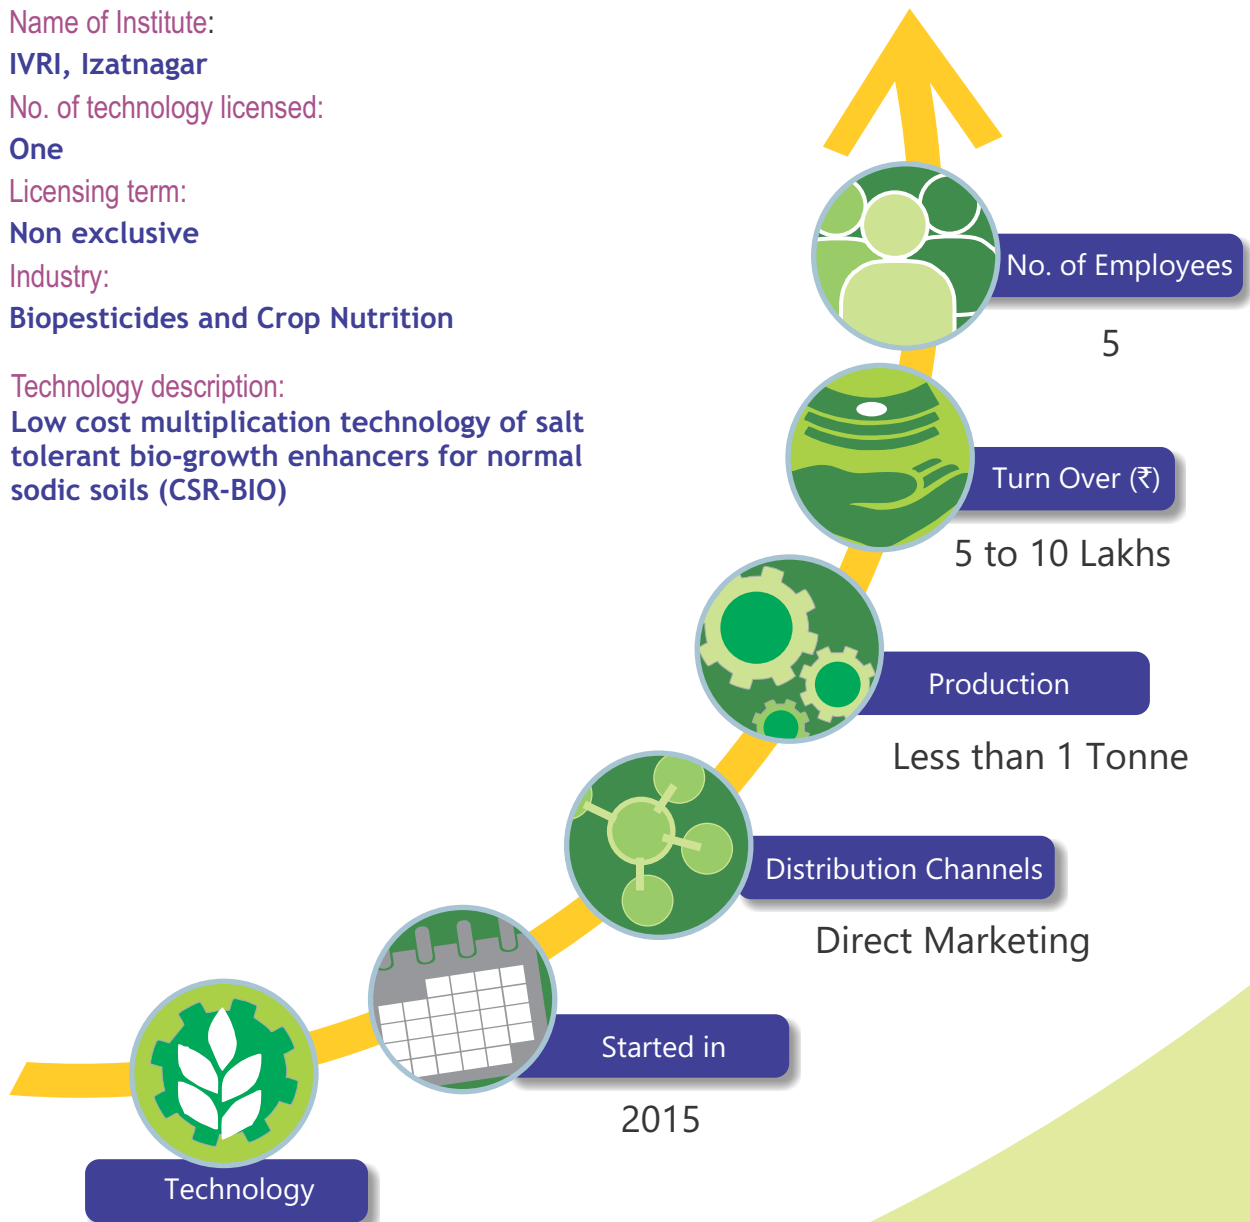 Name of Institute:
IVRI, Izatnagar
No. of technology licensed:
One
Licensing term:
Non exclusive
Industry:
Biopesticides and Crop Nutrition
Technology description:
Low cost multiplication technology of salt
tolerant bio-growth enhancers for normal
sodic soils (CSR-BIO)
No. of Employees
5
Turn Over (₹)
5 to 10 Lakhs
Production
Less than 1 Tonne
Distribution Channels
Direct Marketing
Started in
2015
Technology